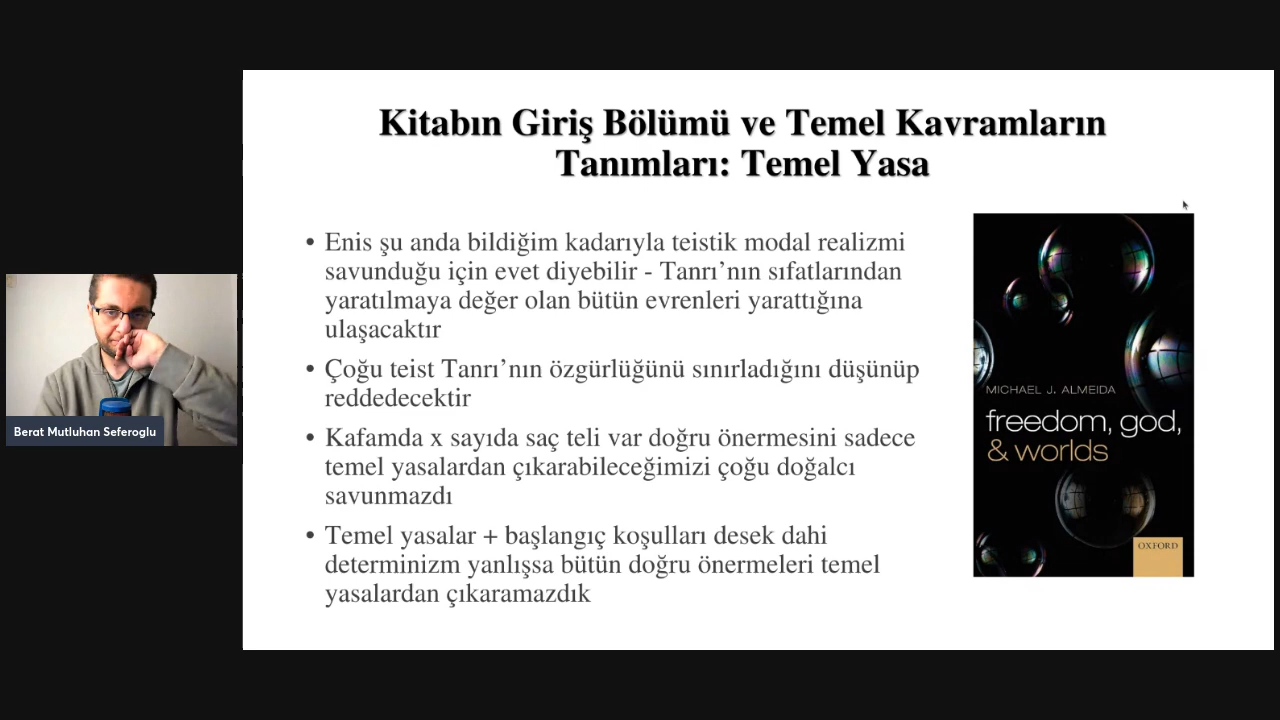 Kitabın Giriş Bölümü ve Temel Kavramların
Tanımları: Temel Yasa
• Enis şu anda bildiğim kadarıyla teistik modal realizmi
savunduğu için evet diyebilir - Tanrı’nın sıfatlarından
yaratılmaya değer olan bütün evrenleri yarattığına
ulaşacaktır
• Çoğu teist Tanrı’nın özgürlüğünü sınırladığını düşünüp
reddedecektir
• Kafamda x sayıda saç teli var doğru önermesini sadece
temel yasalardan çıkarabileceğimizi çoğu doğalcı
savunmazdı
• Temel yasalar + başlangıç koşulları desek dahi
determinizm yanlışsa bütün doğru önermeleri temel
yasalardan çıkaramazdık
MICHAEL J. ALMEIDA
freedom, god,
& worlds
OXFORD
Berat Mutluhan Seferoglu